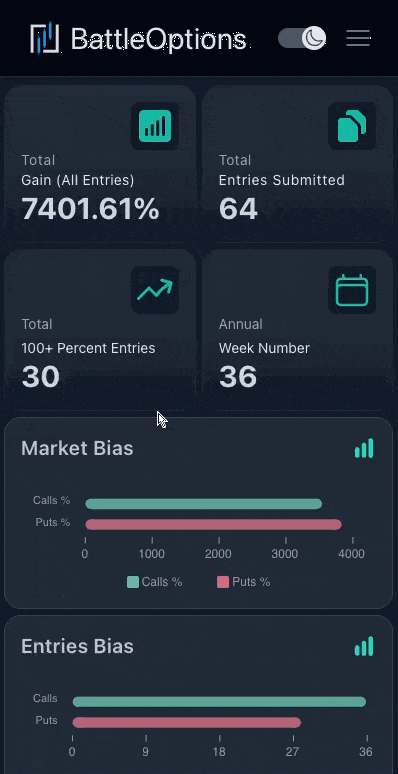 BattleOptions
Total
Gain (All Entries)
7401.61%
Total
Entries Submitted
64
Total
100+ Percent Entries
30
Annual
Week Number
36
Market Bias
Calls %
Puts %
0 1000 2000 3000 4000
Calls % Puts %
Entries Bias
Calls
Puts
0 9 18 27 36